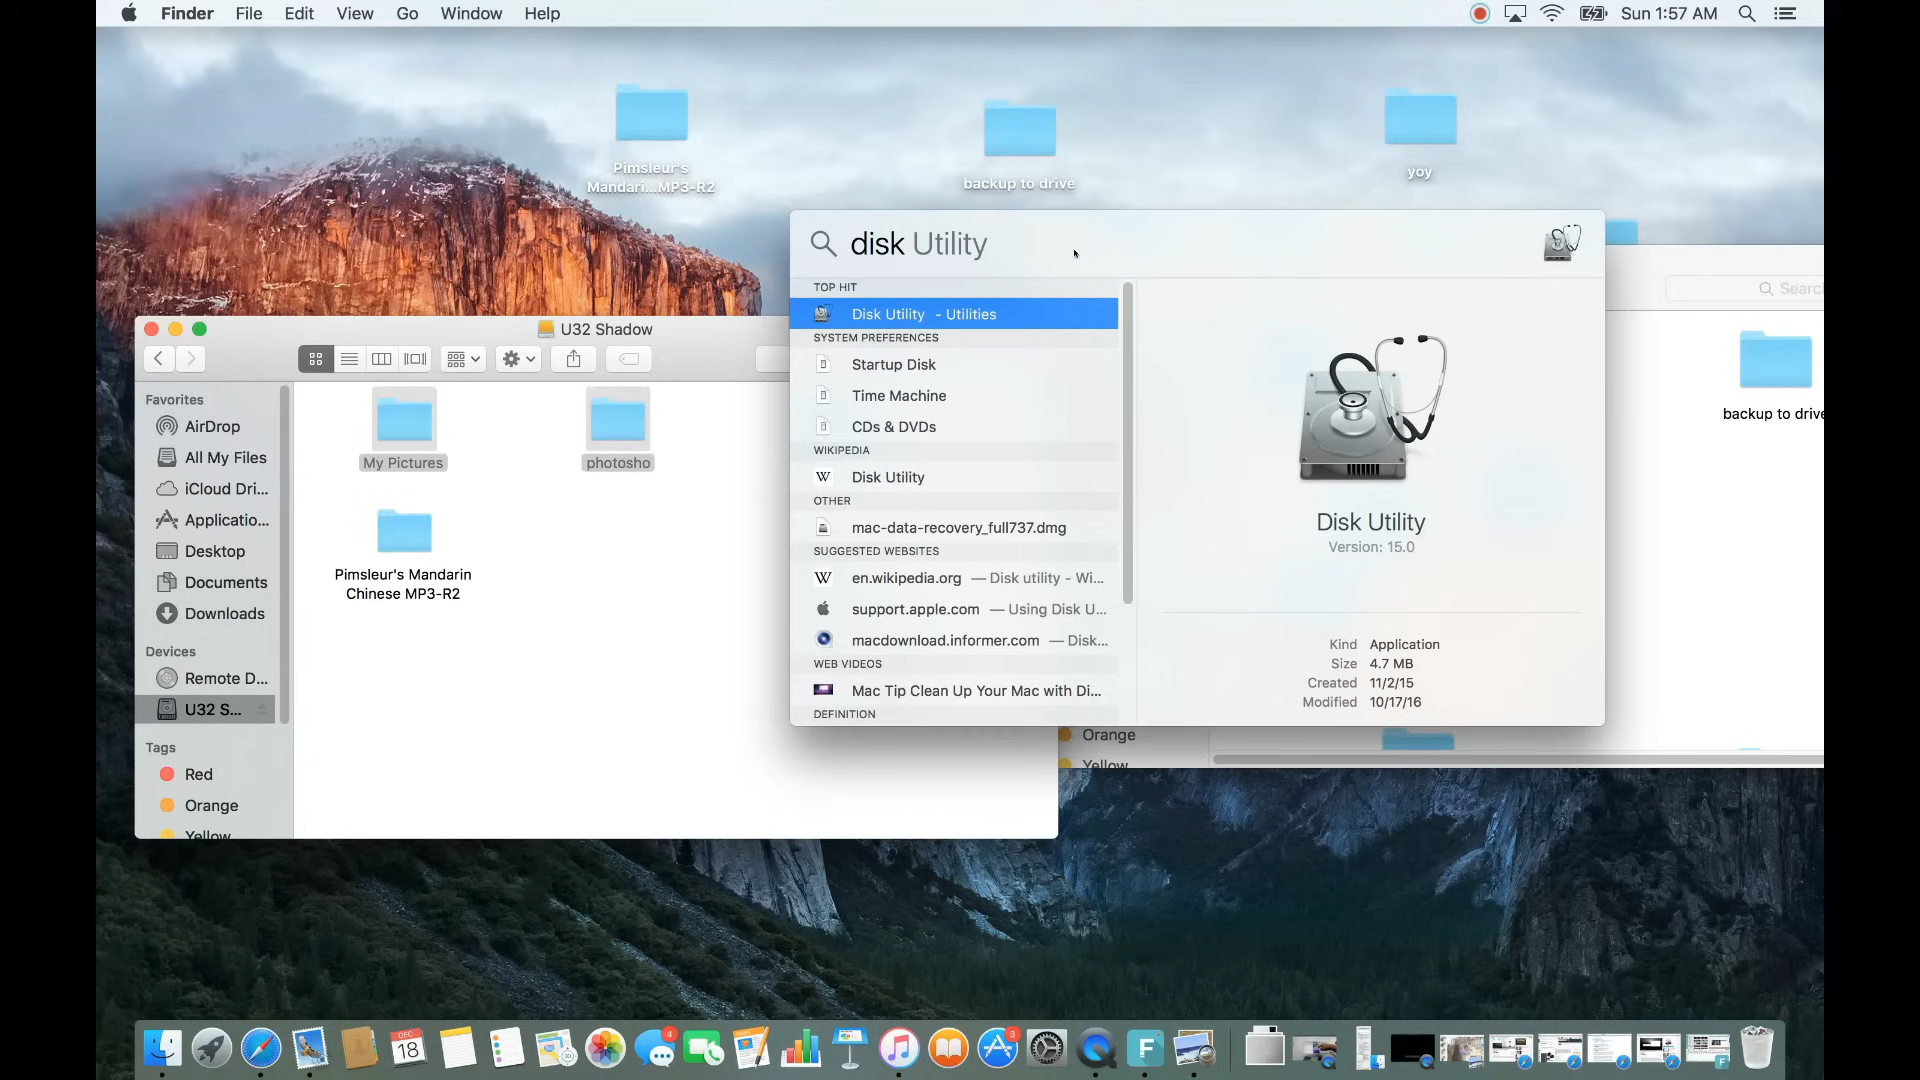 Finder File Edit View Go Window Help
Sun 1:57 AM
Pimsleur's
Mandari...MP3-R2
backup to drive
yoy
disk Utility
TOP HIT
Disk Utility - Utilities
SYSTEM PREFERENCES
Startup Disk
Time Machine
CDs & DVDs
WIKIPEDIA
Disk Utility
OTHER
mac-data-recovery_full737.dmg
SUGGESTED WEBSITES
en.wikipedia.org — Disk utility - Wi...
support.apple.com — Using Disk U...
macdownload.informer.com — Disk...
WEB VIDEOS
Mac Tip Clean Up Your Mac with Di...
DEFINITION
Disk Utility
Version: 15.0
Kind Application
Size 4.7 MB
Created 11/2/15
Modified 10/17/16
U32 Shadow
Favorites
AirDrop
All My Files
iCloud Dri...
Applicatio...
Desktop
Documents
Downloads
Devices
Remote D...
U32 S...
Tags
Red
Orange
Yellow
My Pictures
photosho
Pimsleur's Mandarin
Chinese MP3-R2
Search
backup to drive
Orange
Yellow
DEC
18
4
3